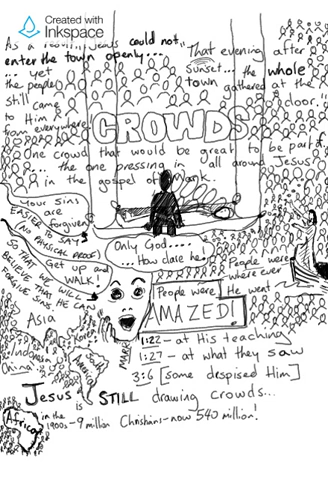 Created with
Inkspace
As a result Jesus could not
enter the town openly...
... yet
the people
still came
to Him
from everywhere
That evening after
sunset... the whole
town gathered at the
door."
CROWDS
One crowd that would be great to be part
... the one pressing in all around Jesus
in the gospel of Mark.
Your sins
are
forgiven
EASIER
TO SAY
(NO PHYSICAL PROOF)
Get up and
WALK!
SO THAT WE WILL
BELIEVE THAT HE CAN
FORGIVE SIN
Only God....
... How dare he
People were
where ever
He went
People were
AMAZED!
MARK
1:22 - at His teaching
1:27 - at what they saw
3:6 [some despised Him]
Asia
Korea
Indonesia
China
South
America
Jesus is STILL drawing crowds...
Africa
in the
1900s - 9 million Christians - now 540 million!